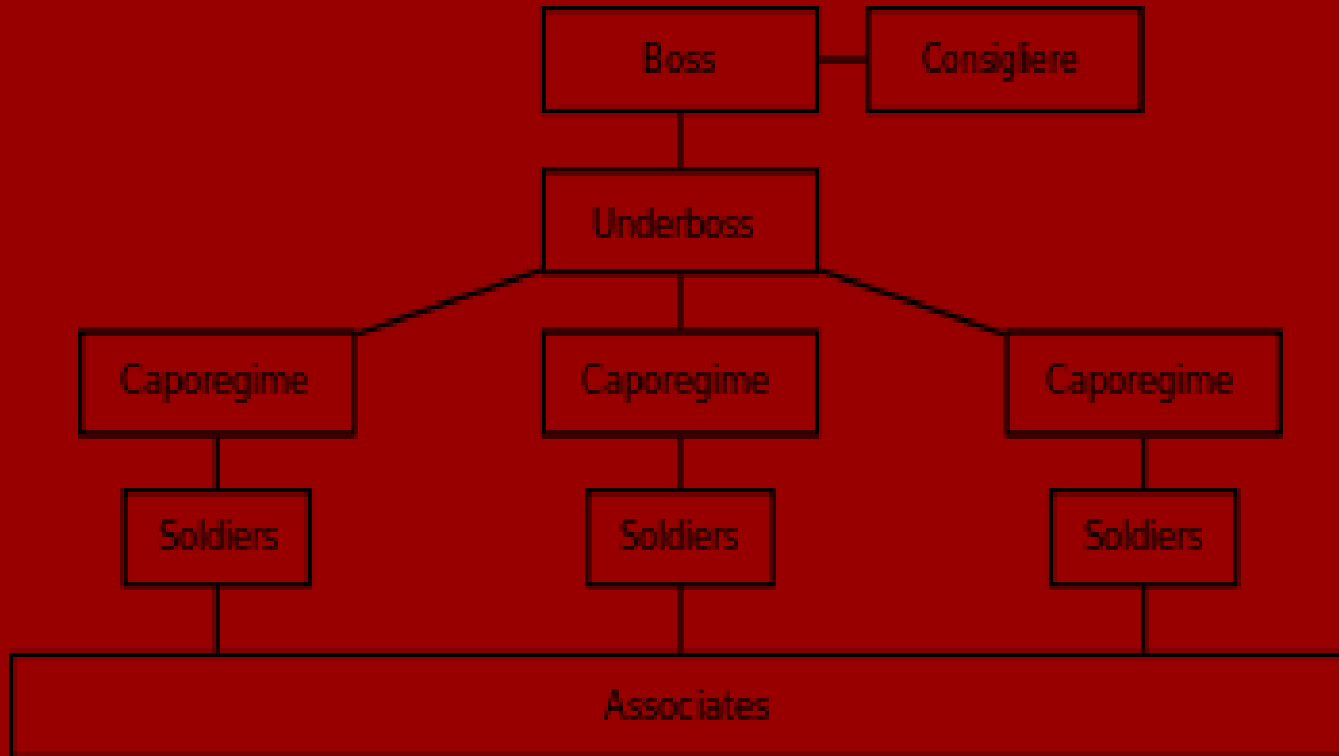 Boss
Consigliere
Underboss
Caporegime
Caporegime
Caporegime
Soldiers
Soldiers
Soldiers
Associates